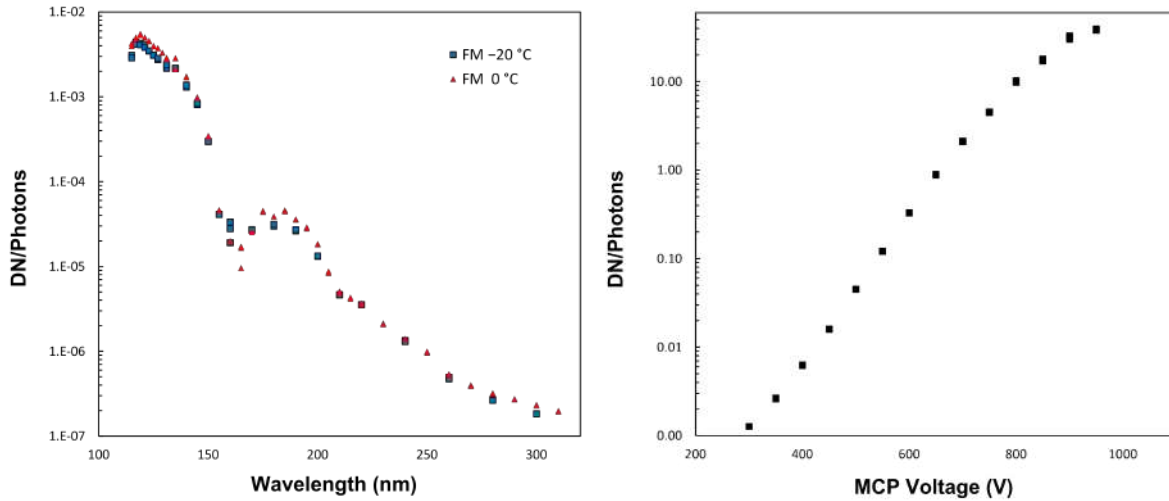 1.E-02
1.E-03
1.E-04
1.E-05
1.E-06
1.E-07
DN/Photons
FM −20 °C
FM 0 °C
100
150
200
250
300
Wavelength (nm)
10.00
1.00
0.10
0.01
0.00
DN/Photons
200
400
600
800
1000
MCP Voltage (V)